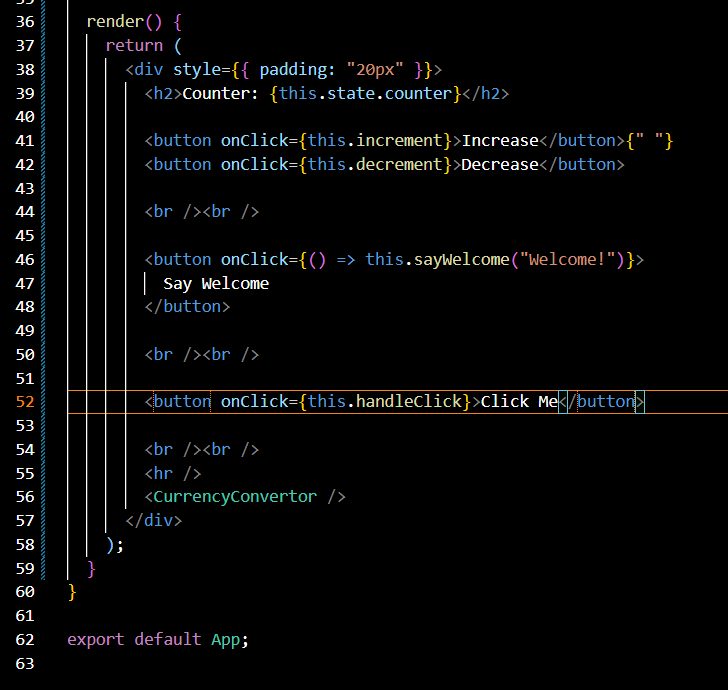 36 render() {
37 return (
38 <div style={{ padding: "20px" }}>
39 <h2>Counter: {this.state.counter}</h2>
40
41 <button onClick={this.increment}>Increase</button>{" "}
42 <button onClick={this.decrement}>Decrease</button>
43
44 <br /><br />
45
46 <button onClick={() => this.sayWelcome("Welcome!")}>
47 Say Welcome
48 </button>
49
50 <br /><br />
51
52 <button onClick={this.handleClick}>Click Me</button>
53
54 <br /><br />
55 <hr />
56 <CurrencyConvertor />
57 </div>
58 );
59 }
60 }
61
62 export default App;
63